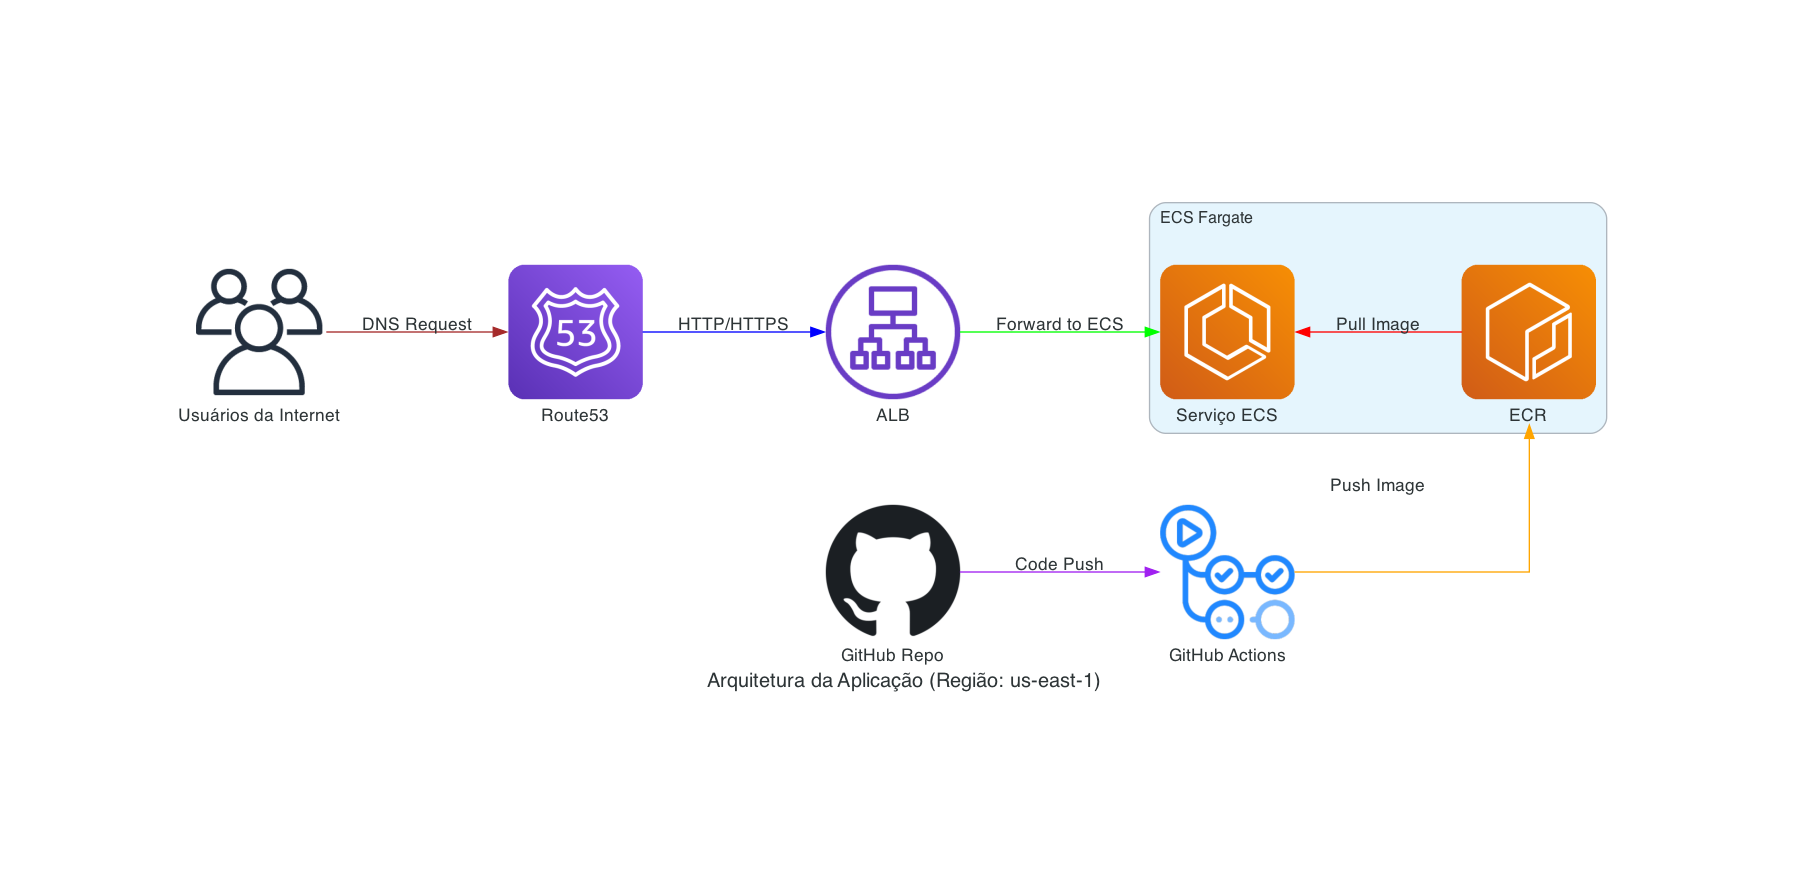 ECS Fargate
DNS Request
HTTP/HTTPS
Forward to ECS
Pull Image
53
Usuários da Internet
Route53
ALB
Serviço ECS
ECR
Push Image
Code Push
GitHub Repo
GitHub Actions
Arquitetura da Aplicação (Região: us-east-1)